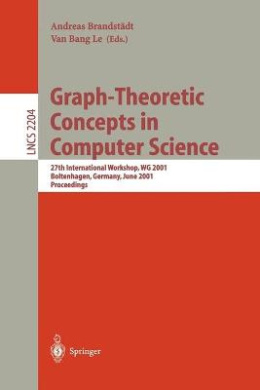 Andreas Brandstädt
Van Bang Le (Eds.)
LNCS 2204
Graph-Theoretic
Concepts in
Computer Science
27th International Workshop, WG 2001
Boltenhagen, Germany, June 2001
Proceedings
Springer